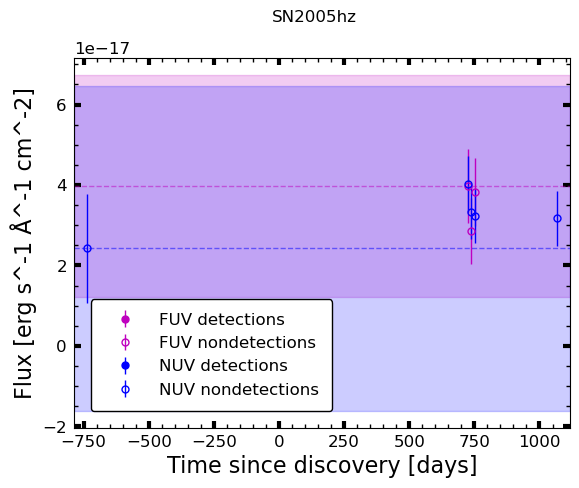 SN2005hz
1e−17
6
4
2
0
−2
Flux [erg s^-1 Å^-1 cm^-2]
FUV detections
FUV nondetections
NUV detections
NUV nondetections
−750 −500 −250 0 250 500 750 1000
Time since discovery [days]